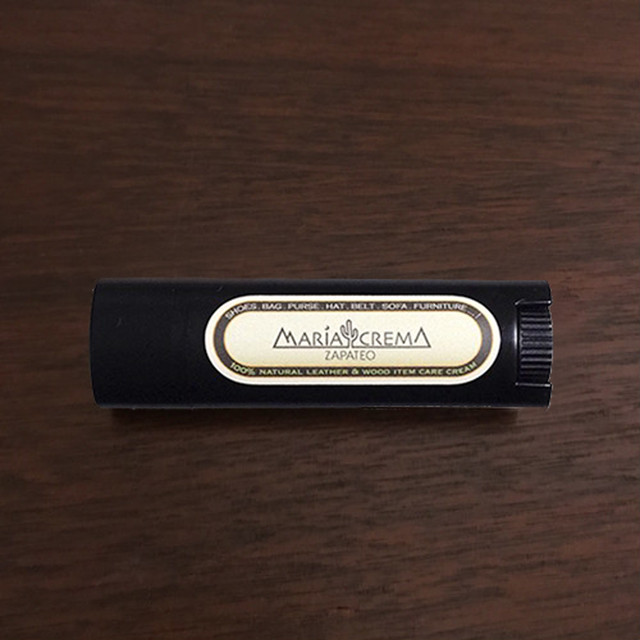 SHOES. BAG. PURSE. HAT. BELT. SOFA. FURNITURE....!
MARÍA CREMA
ZAPATEO
100% NATURAL LEATHER & WOOD ITEM CARE CREAM